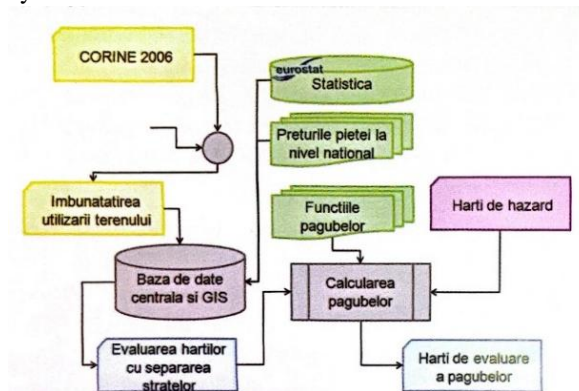 CORINE 2006
eurostat
Statistica
Preturile pietei la
nivel national
Imbunatatirea
utilizarii terenului
Functiile
pagubelor
Harti de hazard
Baza de date
centrala si GIS
Calcularea
pagubelor
Evaluarea hartilor
cu separarea
stratelor
Harti de evaluare
a pagubelor